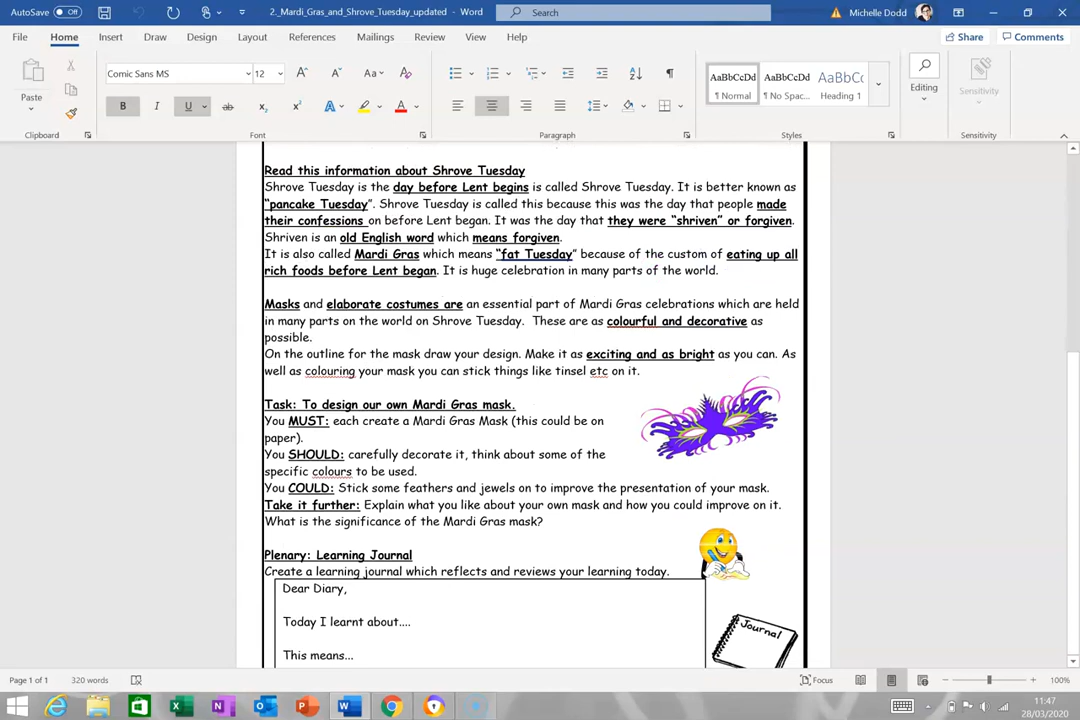 AutoSave Off 2._Mardi_Gras_and_Shrove_Tuesday_updated - Word Search Michelle Dodd
File Home Insert Draw Design Layout References Mailings Review View Help Share Comments
Comic Sans MS 12 Aa AaBbCcDd AaBbCcDd AaBbCc
Paste B I U ab x₂ x² A A ¶ Normal ¶ No Spac... Heading 1 Editing Sensitivity
Clipboard Font Paragraph Styles Sensitivity
Read this information about Shrove Tuesday
Shrove Tuesday is the day before Lent begins is called Shrove Tuesday. It is better known as
“pancake Tuesday”. Shrove Tuesday is called this because this was the day that people made
their confessions on before Lent began. It was the day that they were “shriven” or forgiven.
Shriven is an old English word which means forgiven.
It is also called Mardi Gras which means “fat Tuesday” because of the custom of eating up all
rich foods before Lent began. It is huge celebration in many parts of the world.
Masks and elaborate costumes are an essential part of Mardi Gras celebrations which are held
in many parts on the world on Shrove Tuesday. These are as colourful and decorative as
possible.
On the outline for the mask draw your design. Make it as exciting and as bright as you can. As
well as colouring your mask you can stick things like tinsel etc on it.
Task: To design our own Mardi Gras mask.
You MUST: each create a Mardi Gras Mask (this could be on
paper).
You SHOULD: carefully decorate it, think about some of the
specific colours to be used.
You COULD: Stick some feathers and jewels on to improve the presentation of your mask.
Take it further: Explain what you like about your own mask and how you could improve on it.
What is the significance of the Mardi Gras mask?
Plenary: Learning Journal
Create a learning journal which reflects and reviews your learning today.
Dear Diary,
Today I learnt about....
Journal
This means...
Page 1 of 1 320 words Focus 100%
11:47
28/03/2020